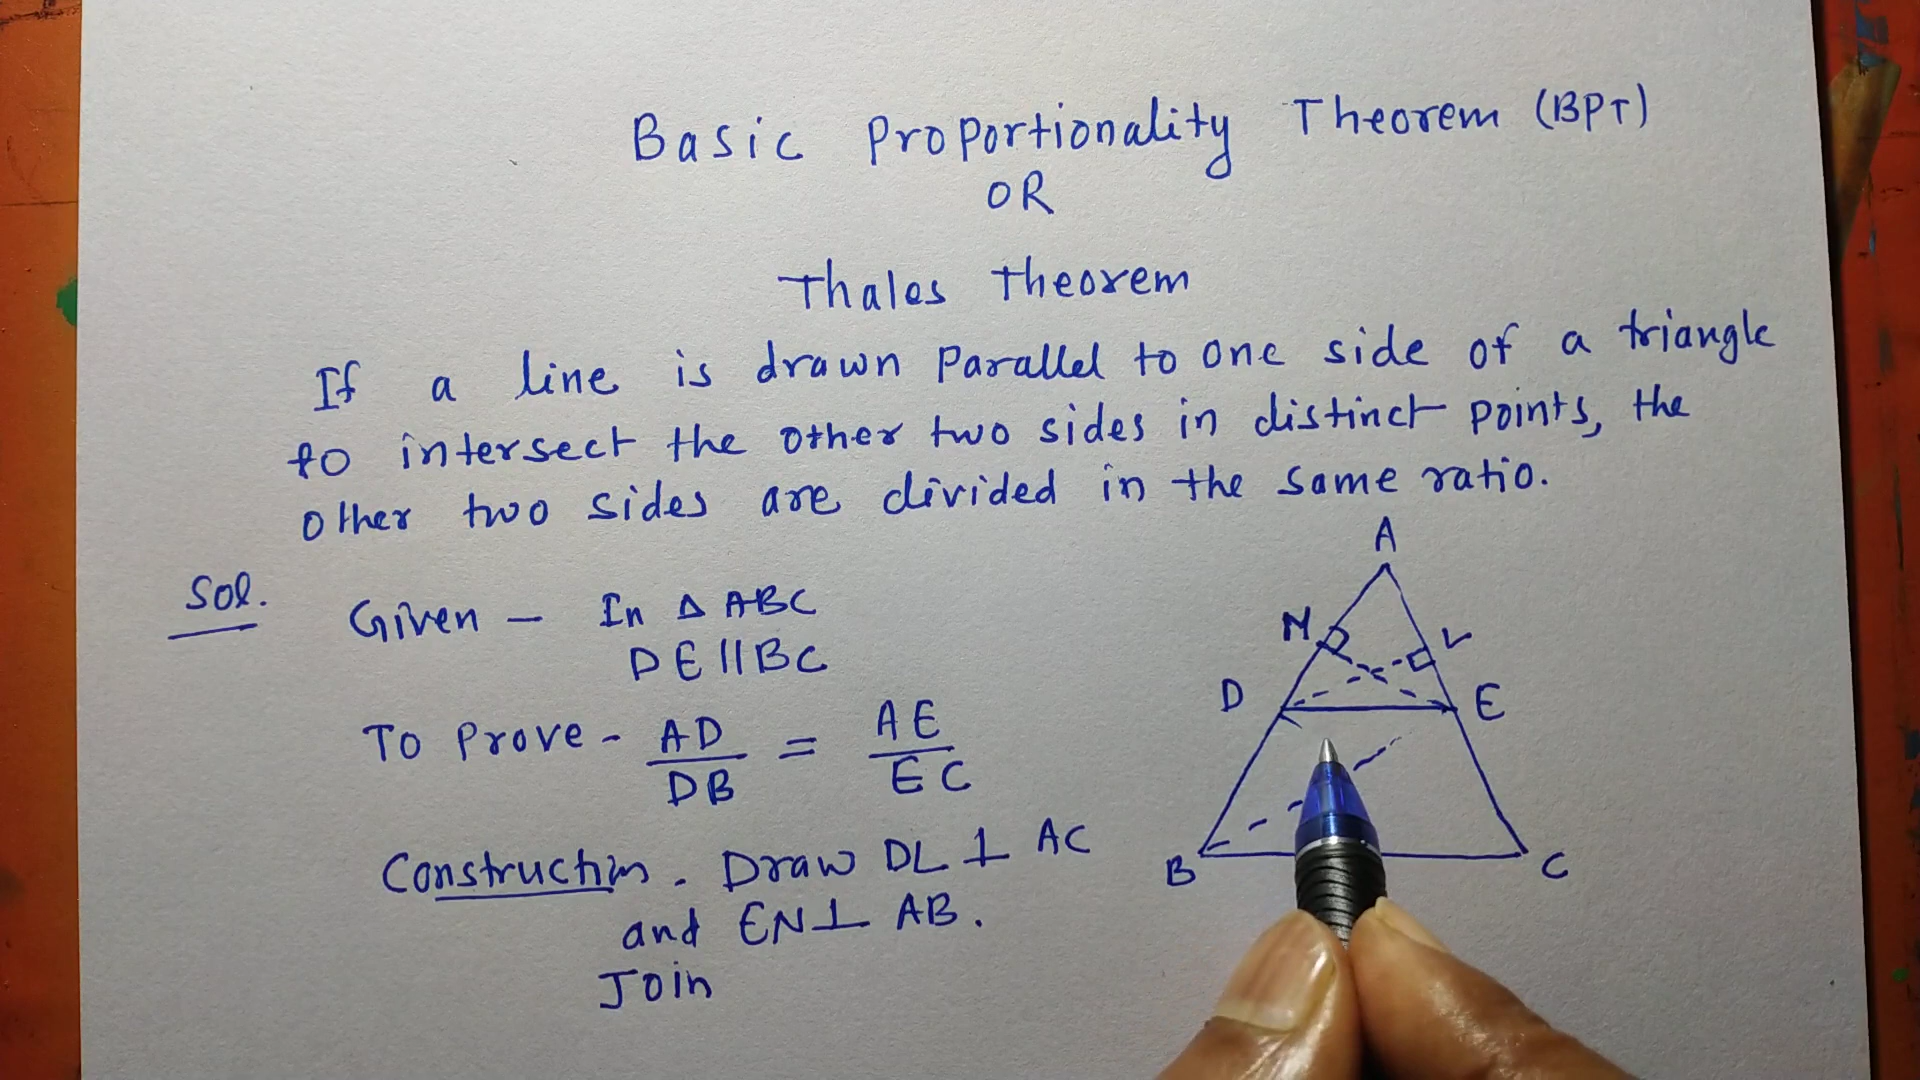 Basic Proportionality Theorem (BPT)
OR
Thales Theorem
If a line is drawn Parallel to one side of a triangle
to intersect the other two sides in distinct points, the
other two sides are divided in the same ratio.
Sol.
Given - In Δ ABC
DE||BC
To Prove - AD/DB = AE/EC
Construction. Draw DL ⊥ AC
and EN ⊥ AB.
Join
A
N
L
D
E
B
C